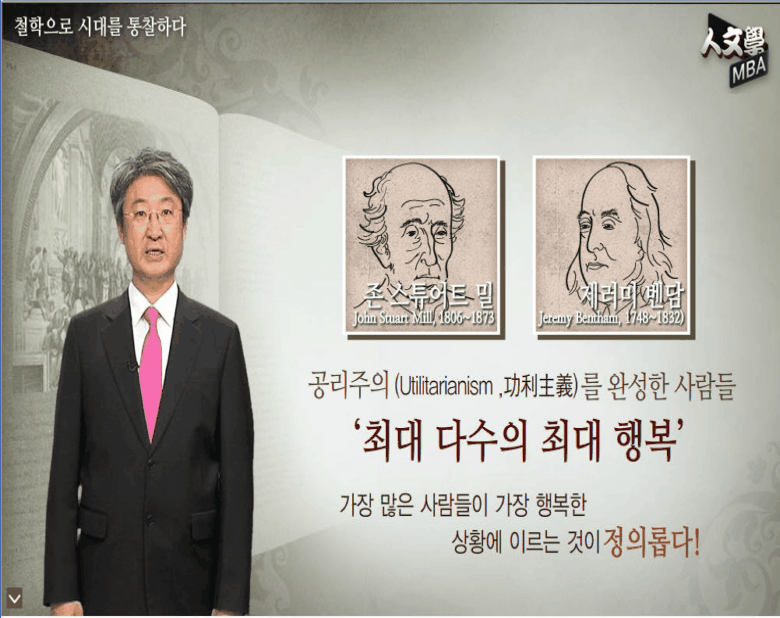 철학으로 시대를 통찰하다
人文學
MBA
존 스튜어트 밀
John Stuart Mill, 1806~1873
제러미 벤담
Jeremy Bentham, 1748~1832)
공리주의 (Utilitarianism ,功利主義)를 완성한 사람들
‘최대 다수의 최대 행복’
가장 많은 사람들이 가장 행복한
상황에 이르는 것이 정의롭다!